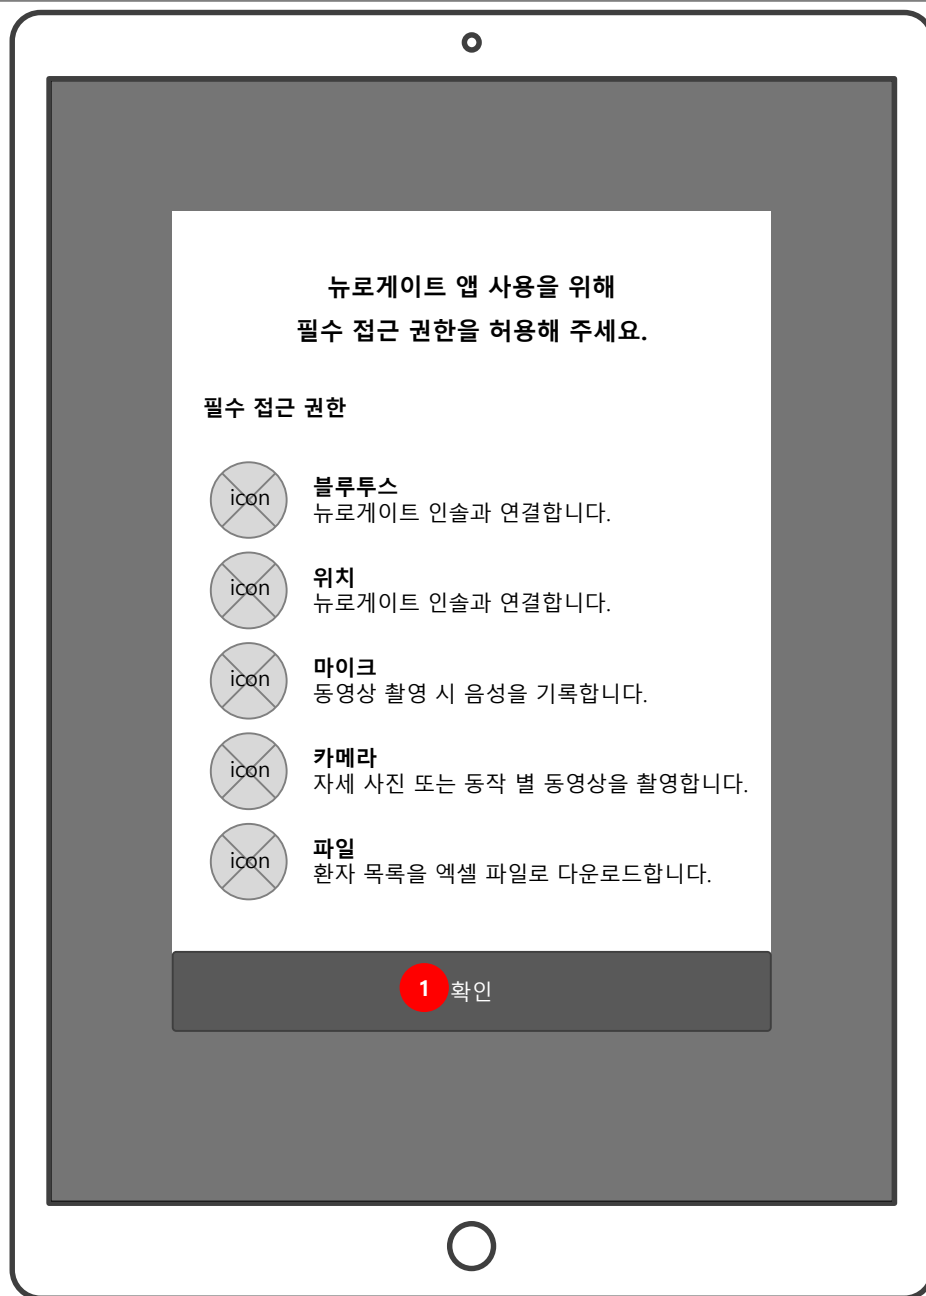 뉴로게이트 앱 사용을 위해
필수 접근 권한을 허용해 주세요.
필수 접근 권한
icon
블루투스
뉴로게이트 인솔과 연결합니다.
icon
위치
뉴로게이트 인솔과 연결합니다.
icon
마이크
동영상 촬영 시 음성을 기록합니다.
icon
카메라
자세 사진 또는 동작 별 동영상을 촬영합니다.
icon
파일
환자 목록을 엑셀 파일로 다운로드합니다.
1 확인